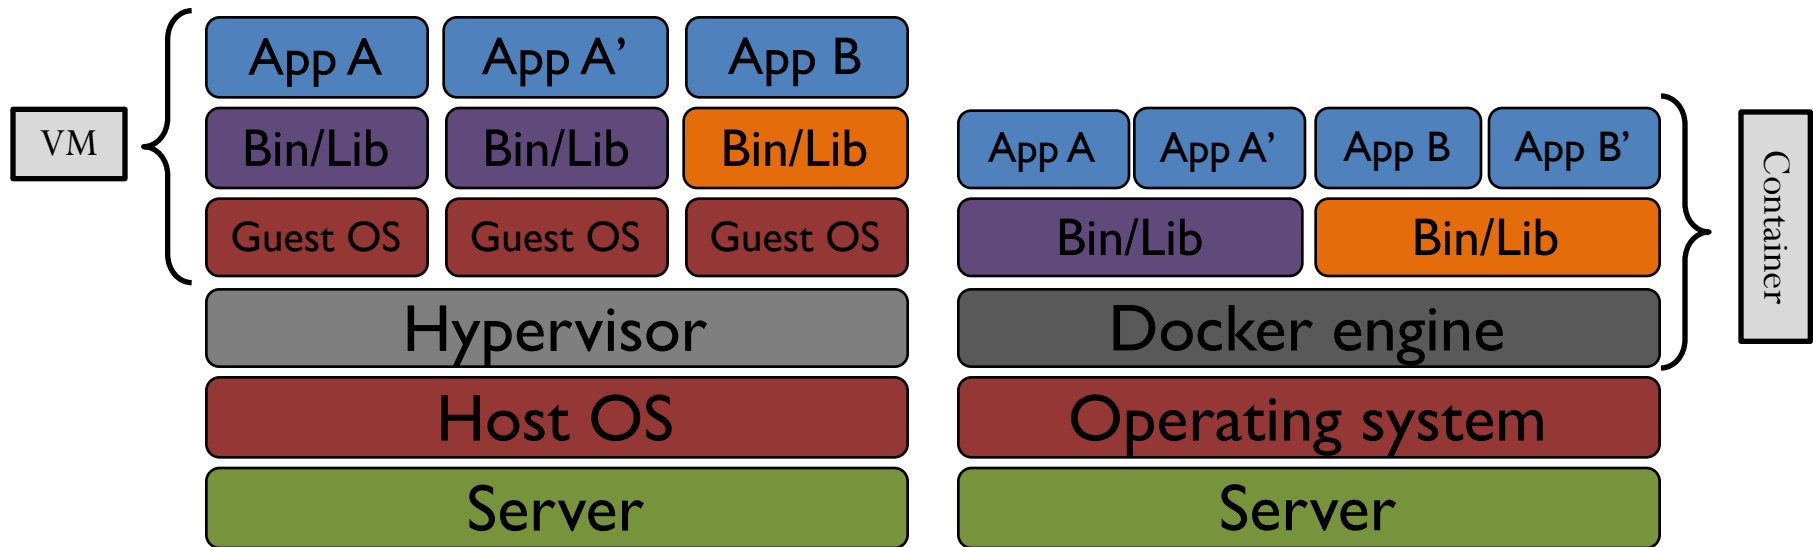 VM
App A
App A’
App B
Bin/Lib
Bin/Lib
Bin/Lib
Guest OS
Guest OS
Guest OS
Hypervisor
Host OS
Server
App A
App A’
App B
App B’
Bin/Lib
Bin/Lib
Docker engine
Operating system
Server
Container